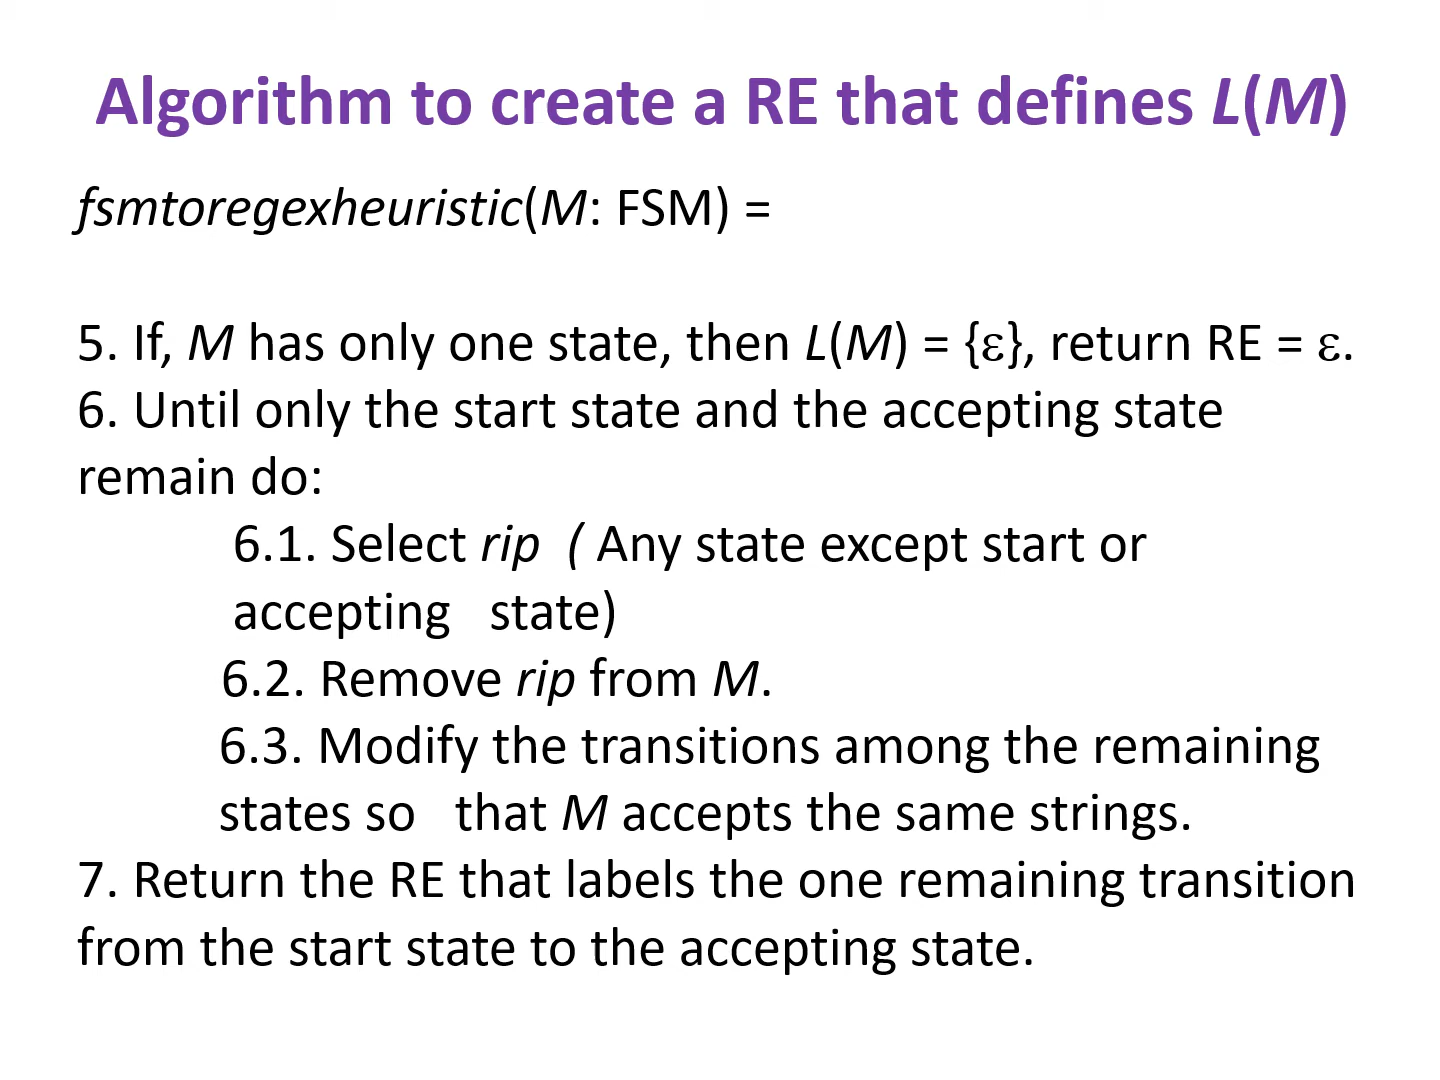 Algorithm to create a RE that defines L(M)
fsmtoregexheuristic(M: FSM) =
5. If, M has only one state, then L(M) = {ε}, return RE = ε.
6. Until only the start state and the accepting state
remain do:
6.1. Select rip ( Any state except start or
accepting state)
6.2. Remove rip from M.
6.3. Modify the transitions among the remaining
states so that M accepts the same strings.
7. Return the RE that labels the one remaining transition
from the start state to the accepting state.